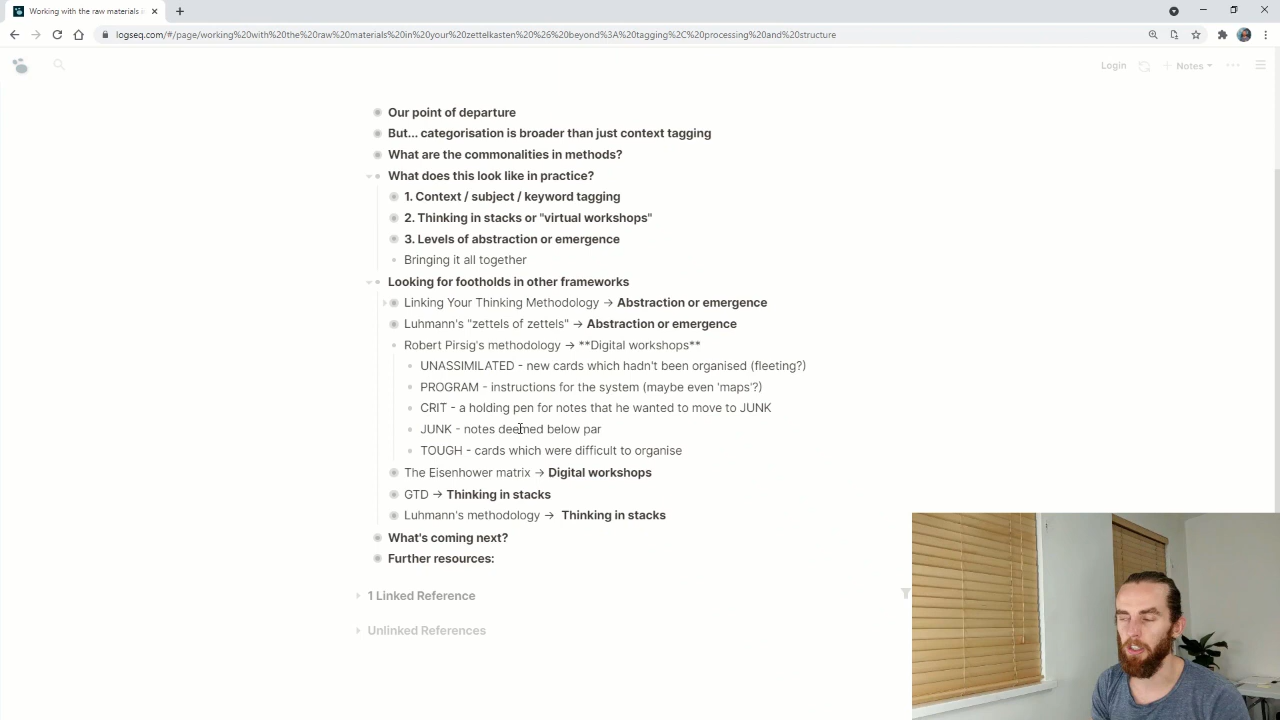 Working with the raw materials i
logseq.com/#/page/working%20with%20the%20raw%20materials%20in%20your%20zettelkasten%20%26%20beyond%3A%20tagging%2C%20processing%20and%20structure
Login
Notes
Our point of departure
But... categorisation is broader than just context tagging
What are the commonalities in methods?
What does this look like in practice?
1. Context / subject / keyword tagging
2. Thinking in stacks or "virtual workshops"
3. Levels of abstraction or emergence
Bringing it all together
Looking for footholds in other frameworks
Linking Your Thinking Methodology → Abstraction or emergence
Luhmann's "zettels of zettels" → Abstraction or emergence
Robert Pirsig's methodology → **Digital workshops**
UNASSIMILATED - new cards which hadn't been organised (fleeting?)
PROGRAM - instructions for the system (maybe even 'maps'?)
CRIT - a holding pen for notes that he wanted to move to JUNK
JUNK - notes deemed below par
TOUGH - cards which were difficult to organise
The Eisenhower matrix → Digital workshops
GTD → Thinking in stacks
Luhmann's methodology → Thinking in stacks
What's coming next?
Further resources:
1 Linked Reference
Unlinked References